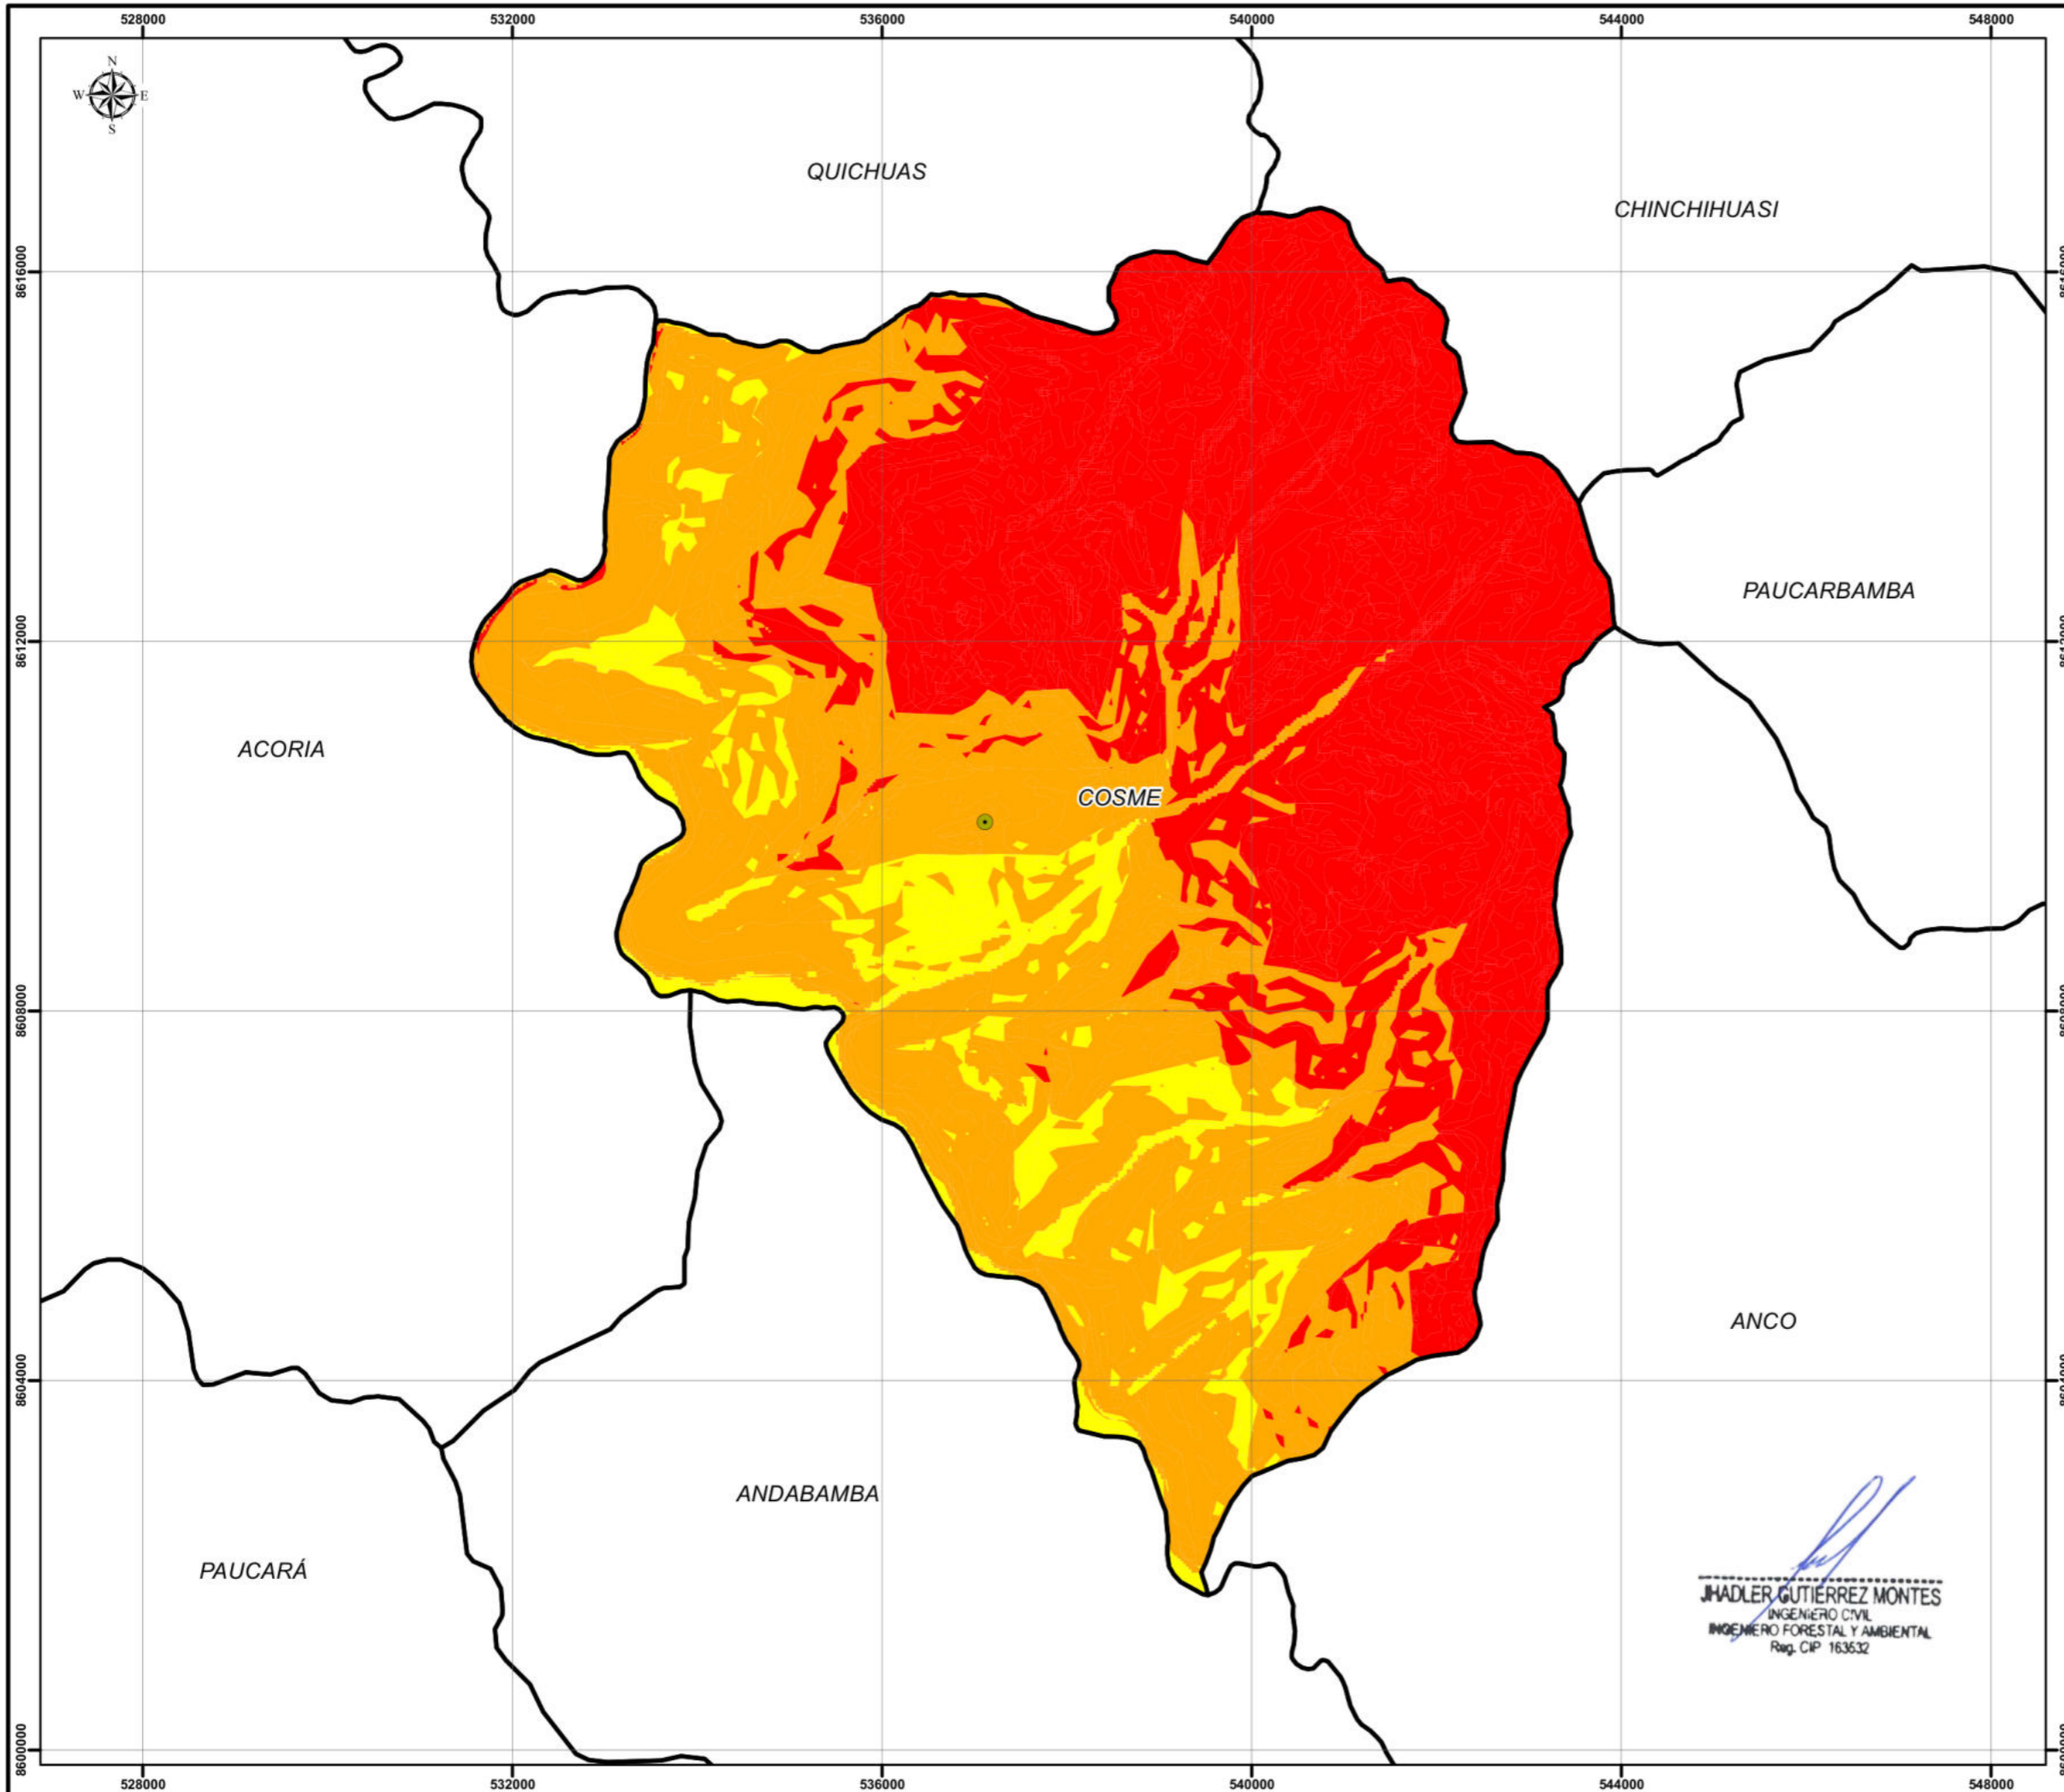 528000 532000 536000 540000 544000 548000
N
W E
S
QUICHUAS
CHINCHIHUASI
8616000
PAUCARBAMBA
8612000
ACORIA
COSME
8608000
ANCO
8604000
ANDABAMBA
PAUCARÁ
JHADLER GUTIERREZ MONTES
INGENIERO CIVIL
INGENIERO FORESTAL Y AMBIENTAL
Reg. CIP 163532
8600000
528000 532000 536000 540000 544000 548000